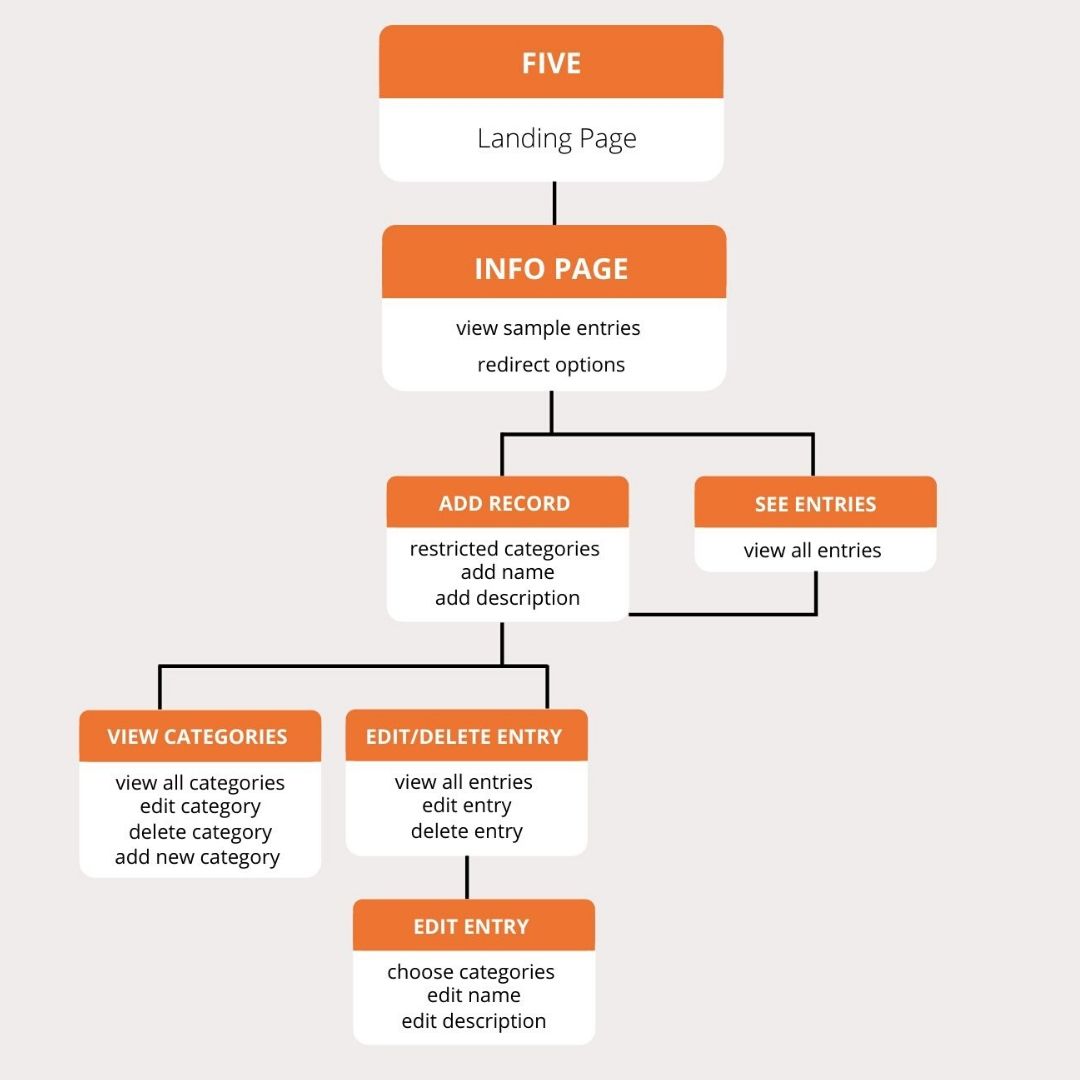 FIVE
Landing Page
INFO PAGE
view sample entries
redirect options
ADD RECORD
restricted categories
add name
add description
SEE ENTRIES
view all entries
VIEW CATEGORIES
view all categories
edit category
delete category
add new category
EDIT/DELETE ENTRY
view all entries
edit entry
delete entry
EDIT ENTRY
choose categories
edit name
edit description